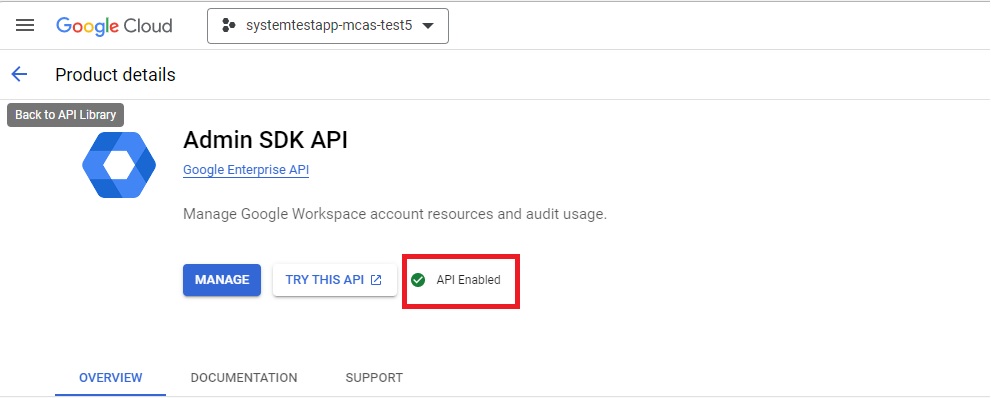 Google Cloud
systemtestapp-mcas-test5
Product details
Back to API Library
Admin SDK API
Google Enterprise API
Manage Google Workspace account resources and audit usage.
MANAGE
TRY THIS API
API Enabled
OVERVIEW
DOCUMENTATION
SUPPORT